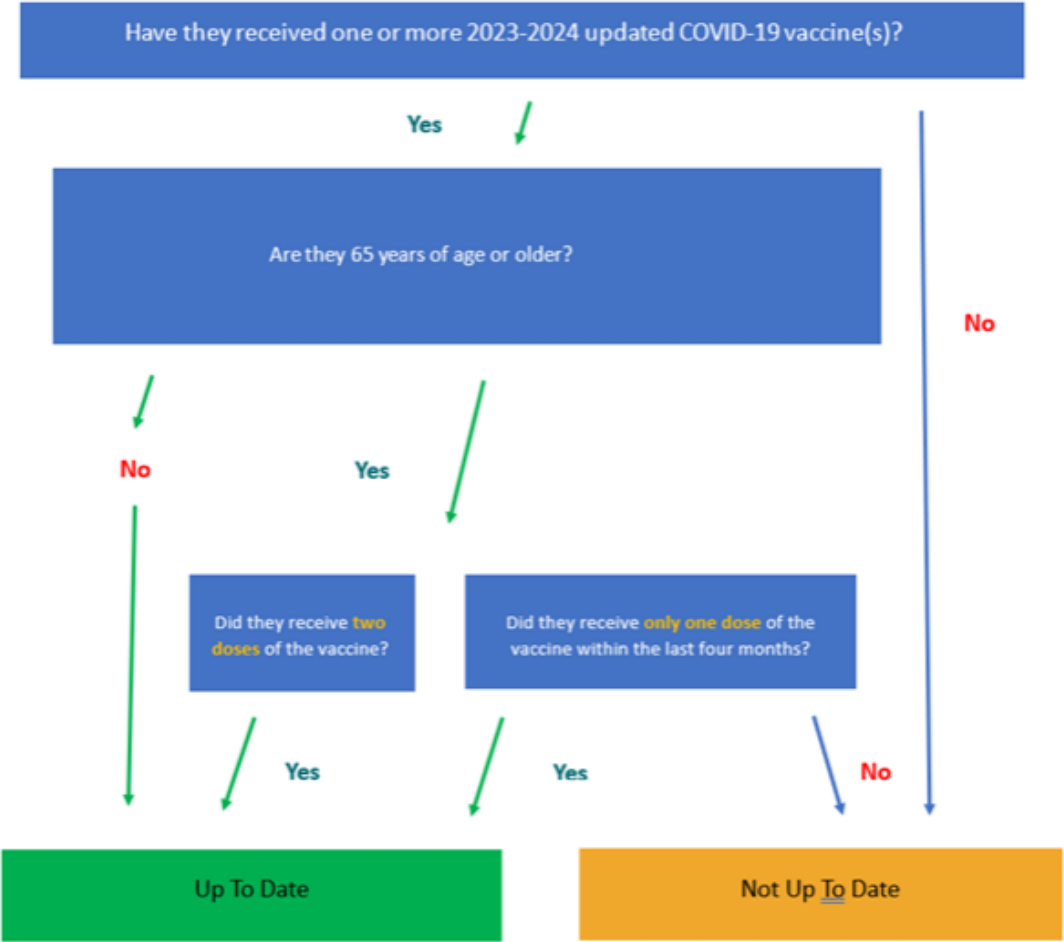 Have they received one or more 2023-2024 updated COVID-19 vaccine(s)?
Yes
Are they 65 years of age or older?
No
No
Yes
Did they receive two
doses of the vaccine?
Did they receive only one dose of the
vaccine within the last four months?
Yes
Yes
No
Up To Date
Not Up To Date